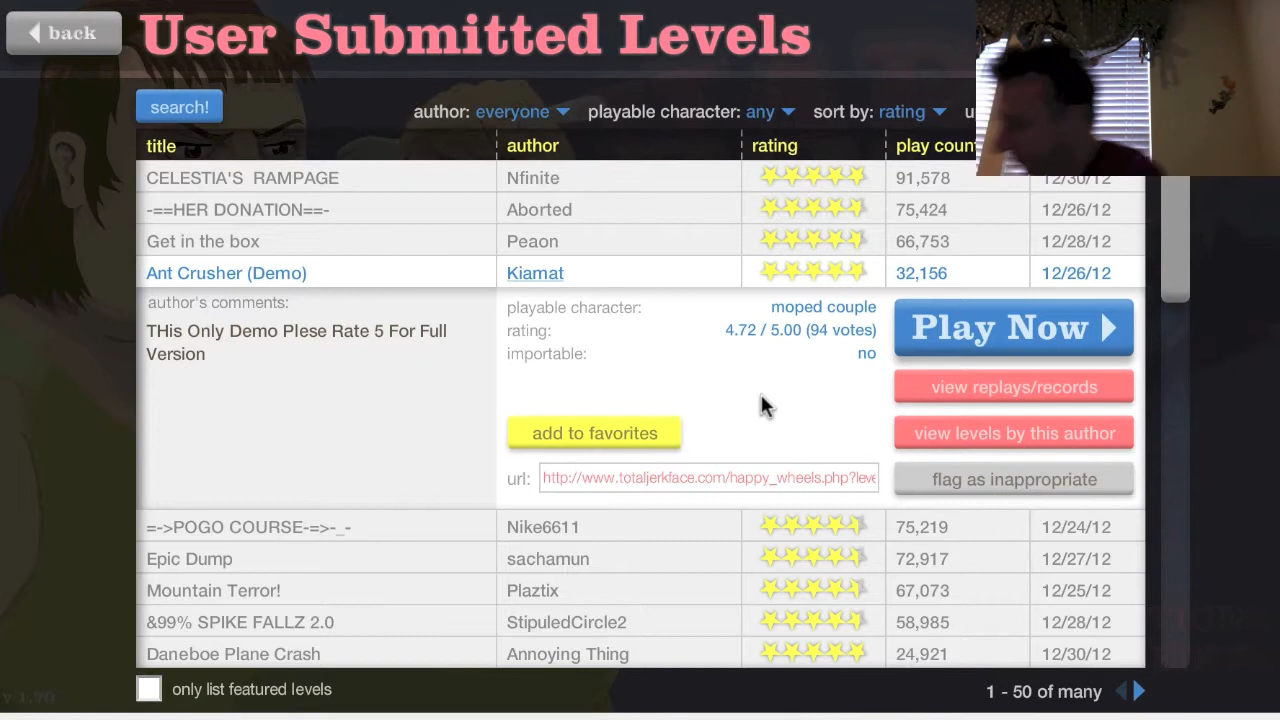 back
User Submitted Levels
search!
author: everyone playable character: any sort by: rating
title author rating play coun
CELESTIA'S RAMPAGE Nfinite 91,578 12/30/12
-==HER DONATION==- Aborted 75,424 12/26/12
Get in the box Peaon 66,753 12/28/12
Ant Crusher (Demo) Kiamat 32,156 12/26/12
author's comments:
THis Only Demo Plese Rate 5 For Full
Version
playable character: moped couple
rating: 4.72 / 5.00 (94 votes)
importable: no
add to favorites
url: http://www.totaljerkface.com/happy_wheels.php?leve
Play Now
view replays/records
view levels by this author
flag as inappropriate
=->POGO COURSE-=>-_- Nike6611 75,219 12/24/12
Epic Dump sachamun 72,917 12/27/12
Mountain Terror! Plaztix 67,073 12/25/12
&99% SPIKE FALLZ 2.0 StipuledCircle2 58,985 12/28/12
Daneboe Plane Crash Annoying Thing 24,921 12/30/12
only list featured levels
1 - 50 of many
v 1.70